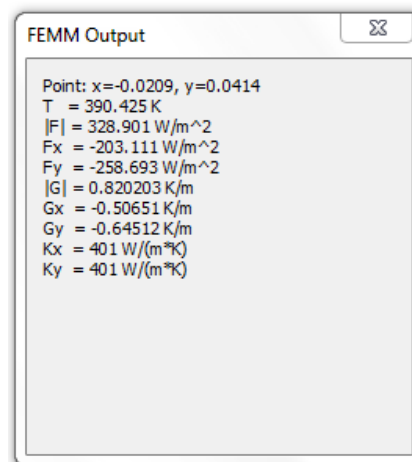 FEMM Output
Point: x=-0.0209, y=0.0414
T = 390.425 K
|F| = 328.901 W/m^2
Fx = -203.111 W/m^2
Fy = -258.693 W/m^2
|G| = 0.820203 K/m
Gx = -0.50651 K/m
Gy = -0.64512 K/m
Kx = 401 W/(m*K)
Ky = 401 W/(m*K)